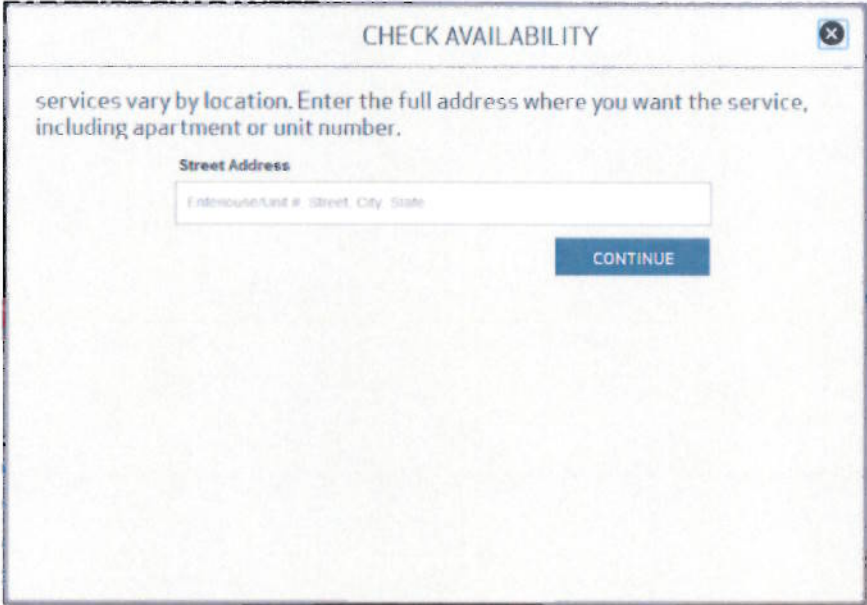 CHECK AVAILABILITY
services vary by location. Enter the full address where you want the service,
including apartment or unit number.
Street Address
Street, City, State
CONTINUE